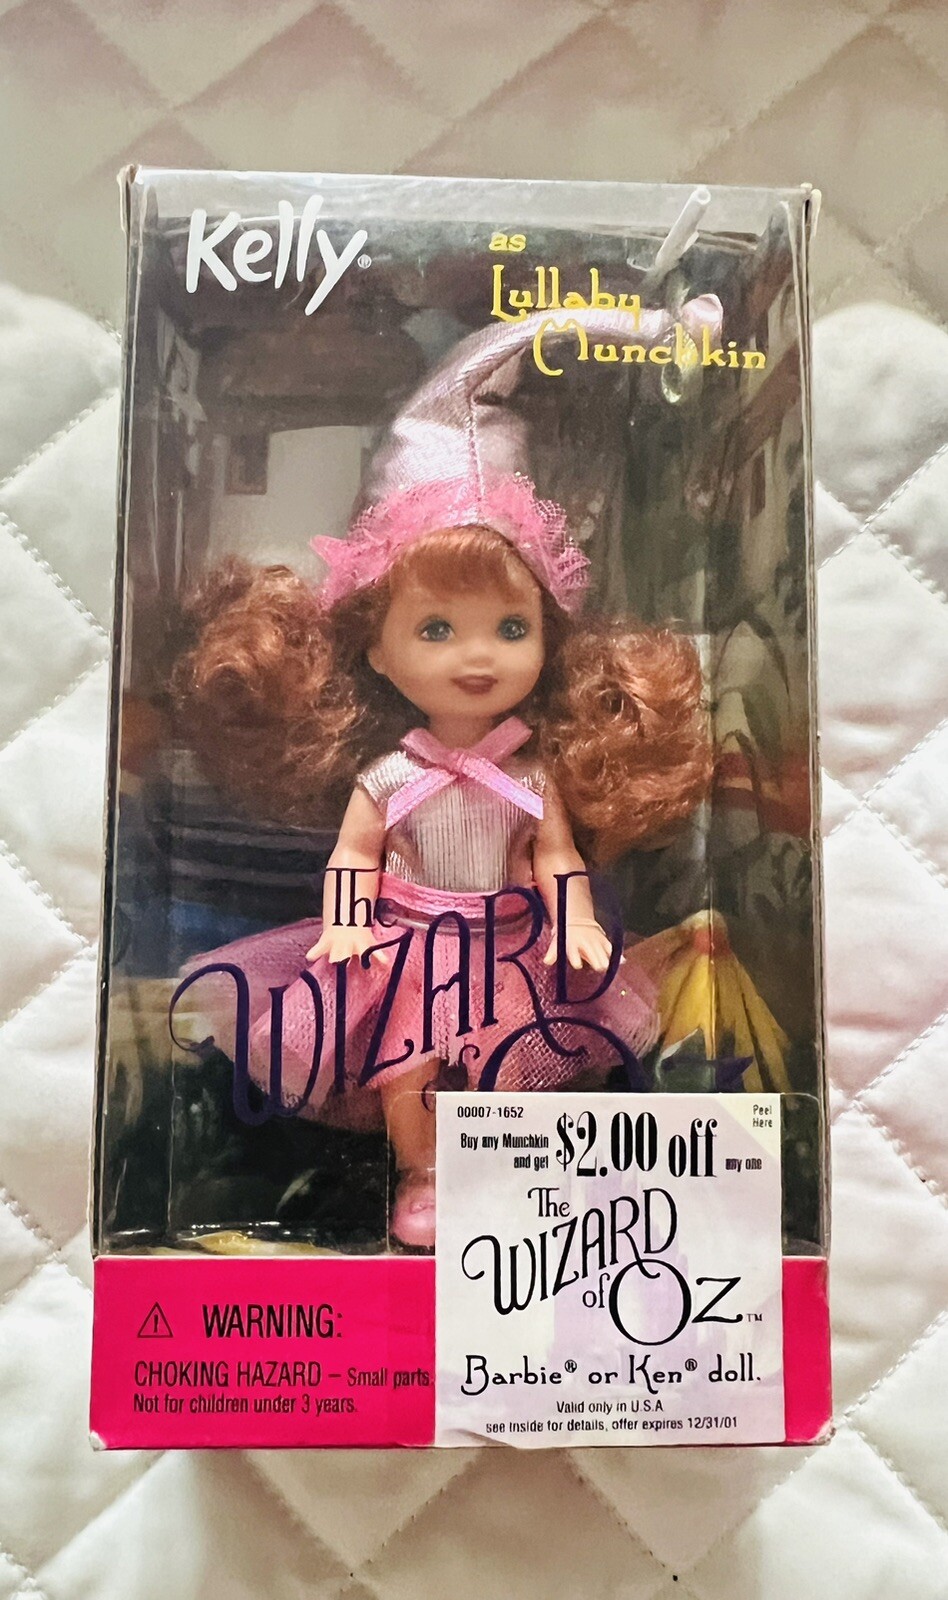 Kelly®
as
Lullaby
Munchkin
The
WIZARD
of Oz
00007-1652
Peel
Here
Buy any Munchkin
and get $2.00 off any one
The
WIZARD
of Oz™
Barbie® or Ken® doll.
Valid only in U.S.A
see inside for details, offer expires 12/31/01
WARNING:
CHOKING HAZARD – Small parts.
Not for children under 3 years.